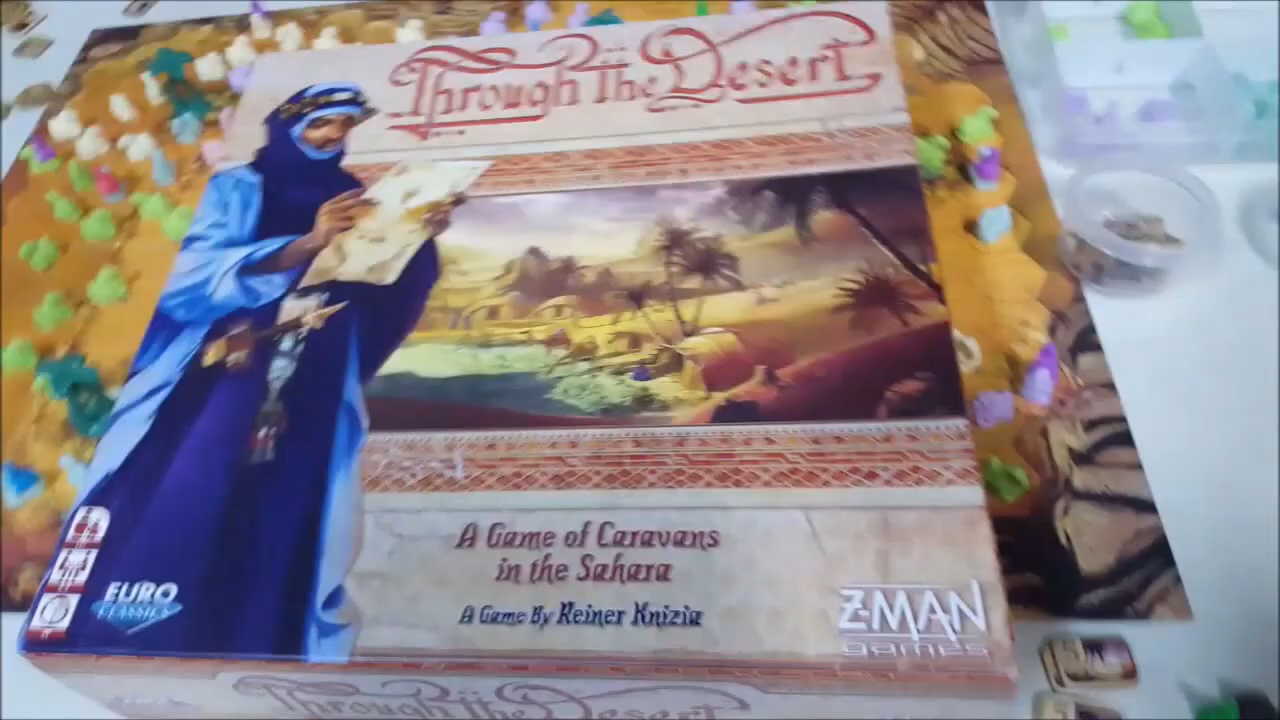 Through The Desert
A Game of Caravans
in the Sahara
A Game By Reiner Knizia
EURO
CLASSICS
Z-MAN
games
Through The Desert